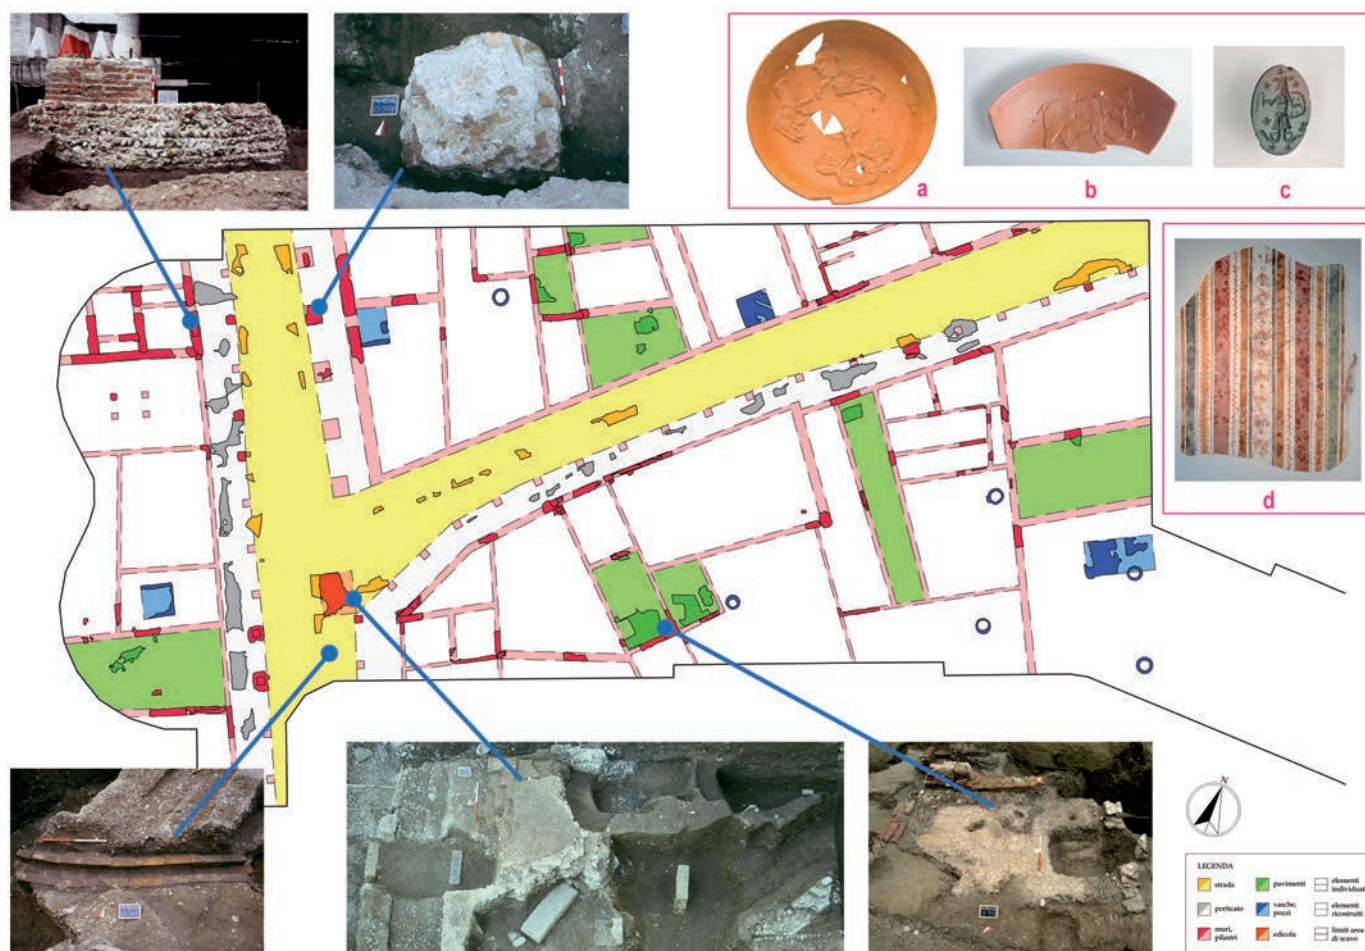 a
b
c
d
N
LEGENDA
strada
pavimenti
elementi
individuati
porticato
vasche,
pozzi
elementi
ricostruiti
muri,
pilastri
edicola
limiti area
di scavo